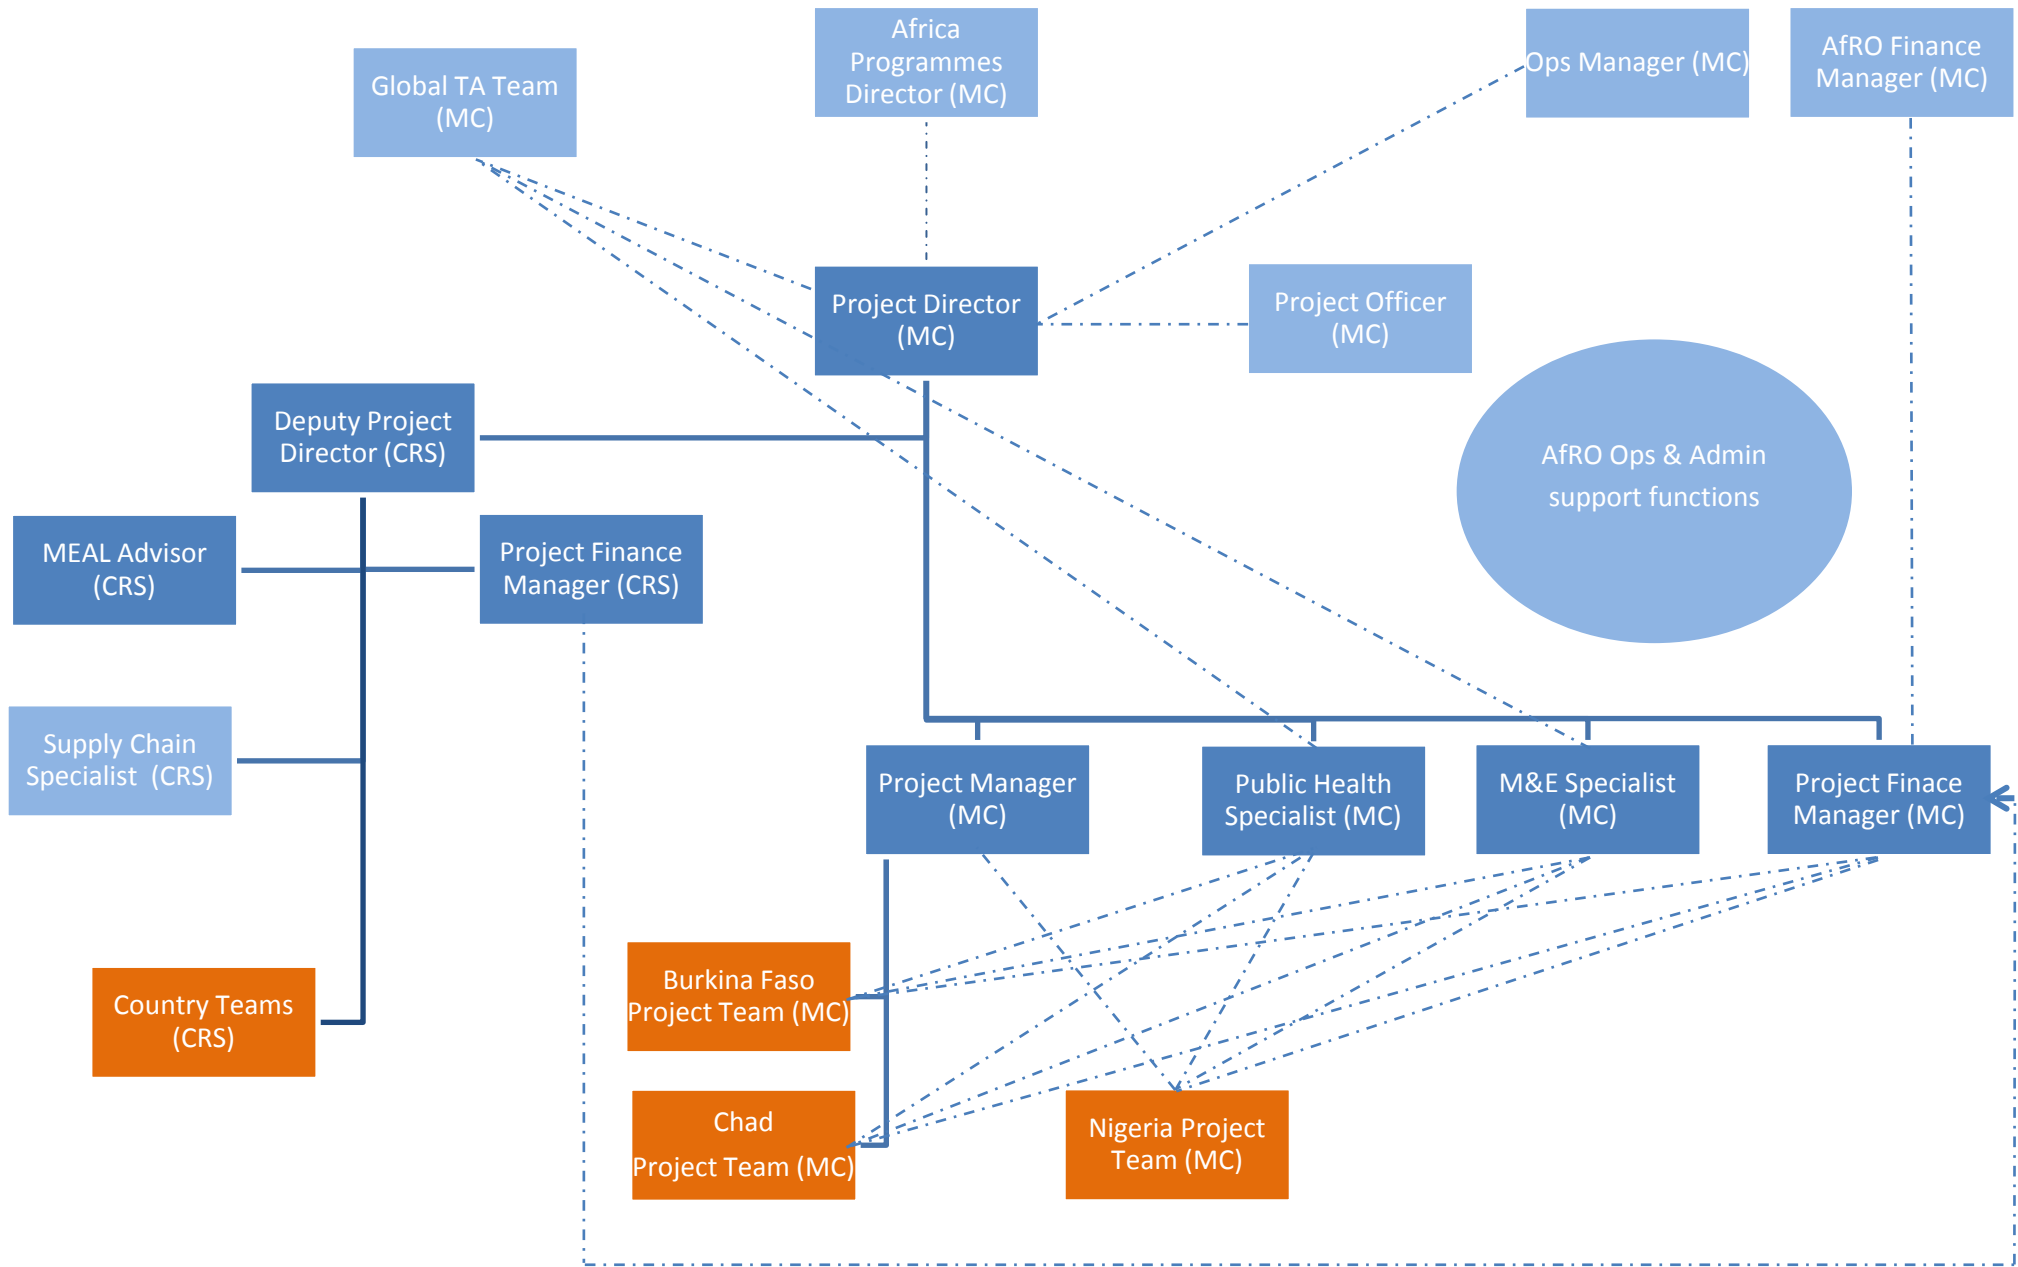 Global TA Team
(MC)
Africa
Programmes
Director (MC)
Ops Manager (MC)
AfRO Finance
Manager (MC)
Project Director
(MC)
Project Officer
(MC)
AfRO Ops & Admin
support functions
Deputy Project
Director (CRS)
MEAL Advisor
(CRS)
Project Finance
Manager (CRS)
Supply Chain
Specialist (CRS)
Project Manager
(MC)
Public Health
Specialist (MC)
M&E Specialist
(MC)
Project Finace
Manager (MC)
Country Teams
(CRS)
Burkina Faso
Project Team (MC)
Chad
Project Team (MC)
Nigeria Project
Team (MC)